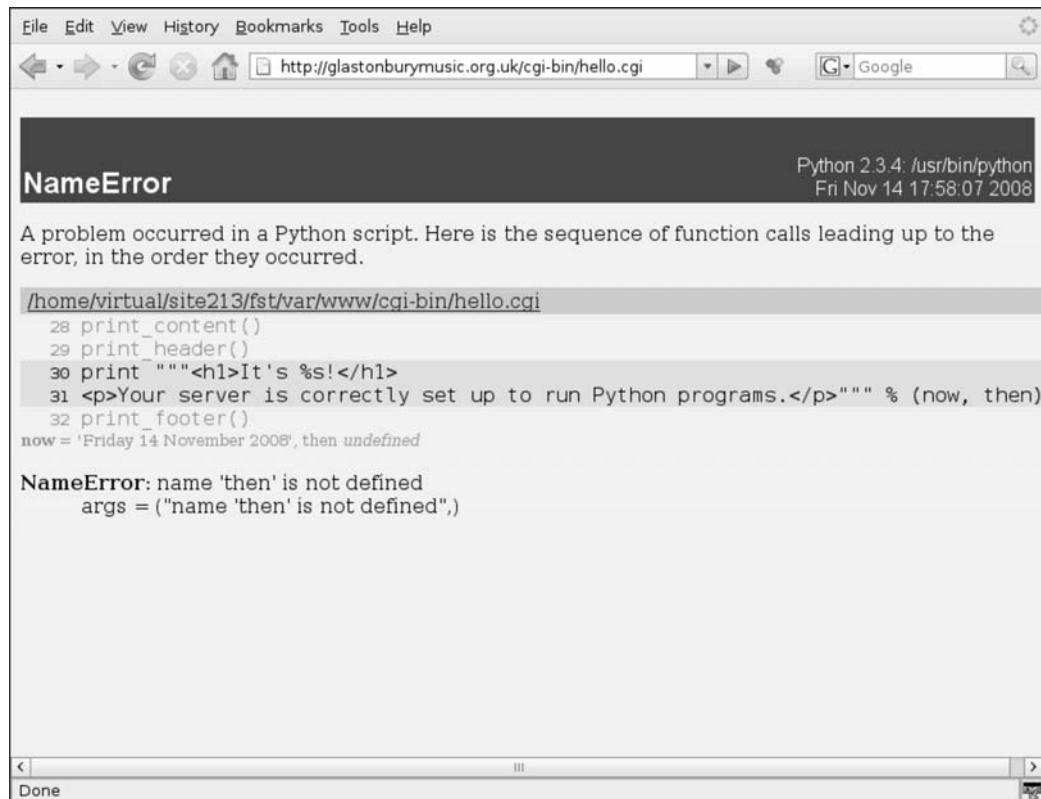 File Edit View History Bookmarks Tools Help
http://glastonburymusic.org.uk/cgi-bin/hello.cgi
G Google
NameError
Python 2.3.4: /usr/bin/python
Fri Nov 14 17:58:07 2008
A problem occurred in a Python script. Here is the sequence of function calls leading up to the
error, in the order they occurred.
/home/virtual/site213/fst/var/www/cgi-bin/hello.cgi
28 print_content()
29 print_header()
30 print """<h1>It's %s!</h1>
31 <p>Your server is correctly set up to run Python programs.</p>""" % (now, then)
32 print_footer()
now = 'Friday 14 November 2008', then undefined
NameError: name 'then' is not defined
args = ("name 'then' is not defined",)
Done